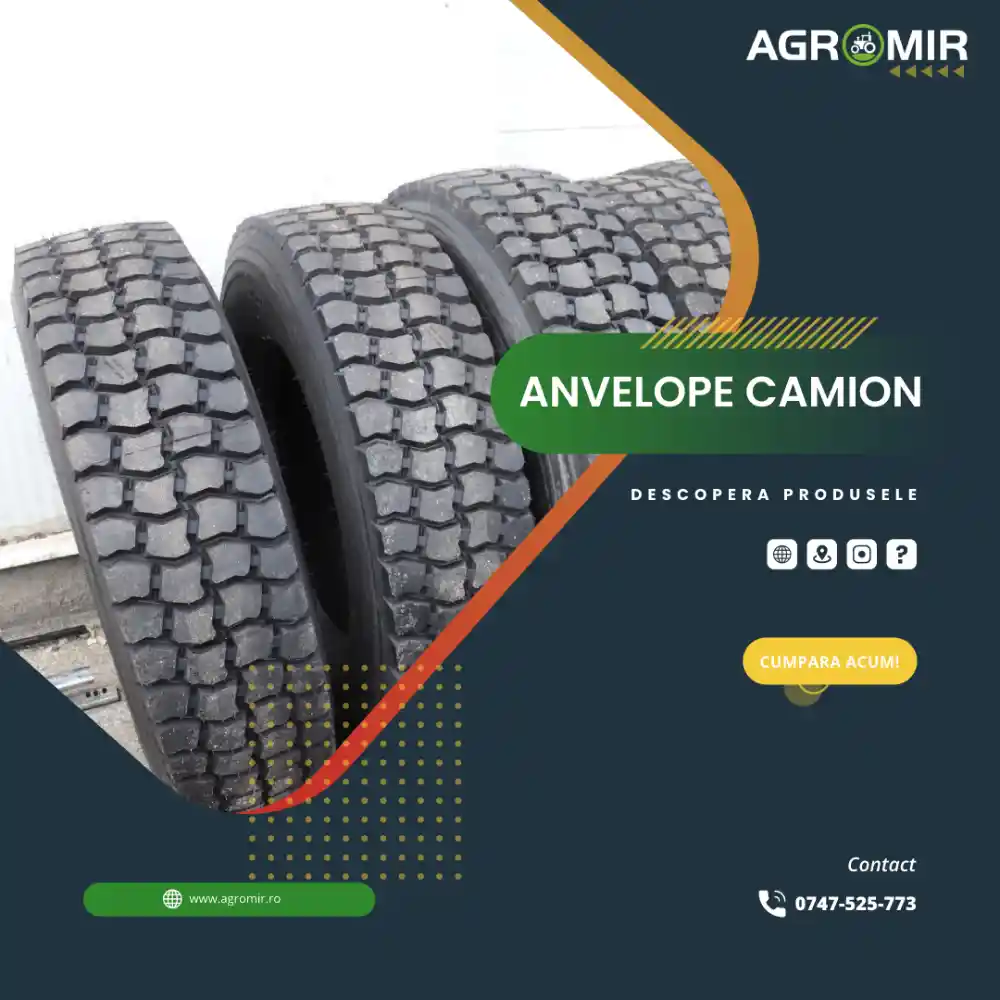 AGROMIR
ANVELOPE CAMION
DESCOPERA PRODUSELE
?
CUMPARA ACUM!
Contact
0747-525-773
www.agromir.ro